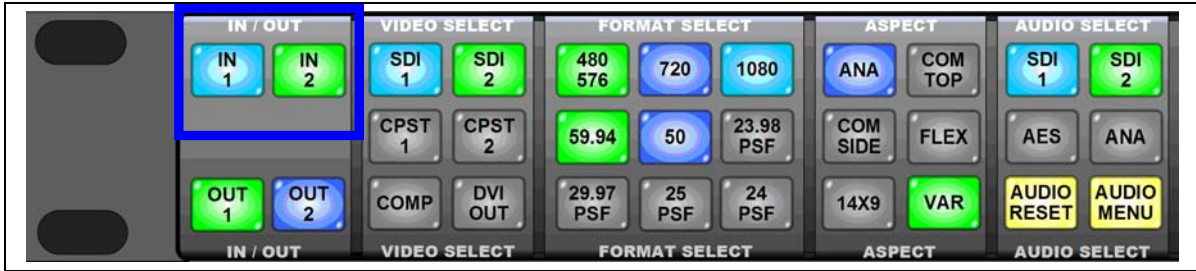 IN / OUT
VIDEO SELECT
FORMAT SELECT
ASPECT
AUDIO SELECT
IN
1
IN
2
SDI
1
SDI
2
480
576
720
1080
ANA
COM
TOP
SDI
1
SDI
2
CPST
1
CPST
2
59.94
50
23.98
PSF
COM
SIDE
FLEX
AES
ANA
OUT
1
OUT
2
COMP
DVI
OUT
29.97
PSF
25
PSF
24
PSF
14X9
VAR
AUDIO
RESET
AUDIO
MENU
IN / OUT
VIDEO SELECT
FORMAT SELECT
ASPECT
AUDIO SELECT